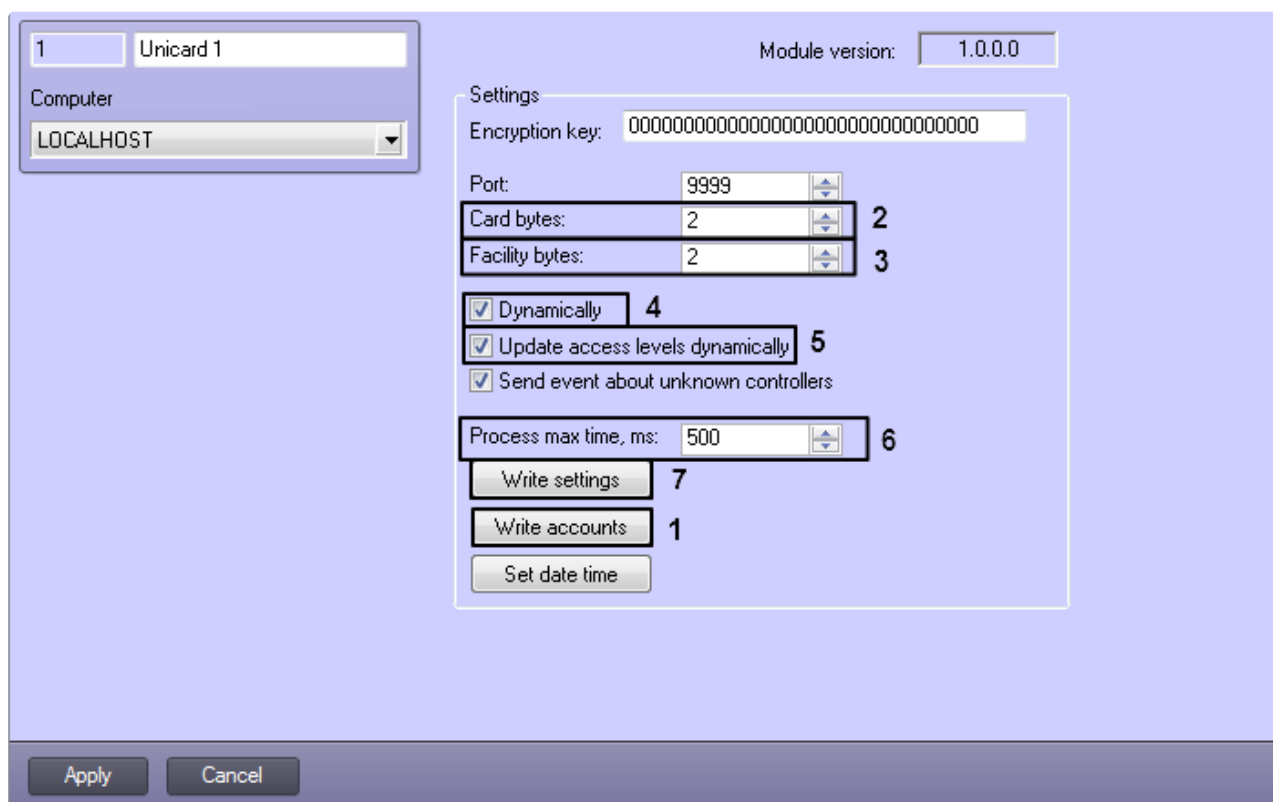 1 Unicard 1
Module version: 1.0.0.0
Computer
LOCALHOST
Settings
Encryption key: 00000000000000000000000000000000
Port: 9999
Card bytes: 2 2
Facility bytes: 2 3
Dynamically 4
Update access levels dynamically 5
Send event about unknown controllers
Process max time, ms: 500 6
Write settings 7
Write accounts 1
Set date time
Apply Cancel